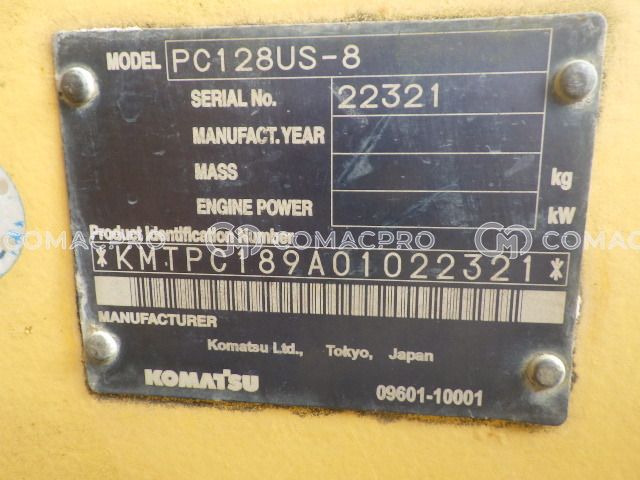 MODEL PC128US-8
SERIAL No. 22321
MANUFACT. YEAR
MASS kg
ENGINE POWER kW
Product Identification Number
COMACPRO COMACPRO COMACPRO
*KMTPC189A01022321*
MANUFACTURER
Komatsu Ltd., Tokyo, Japan
KOMATSU 09601-10001